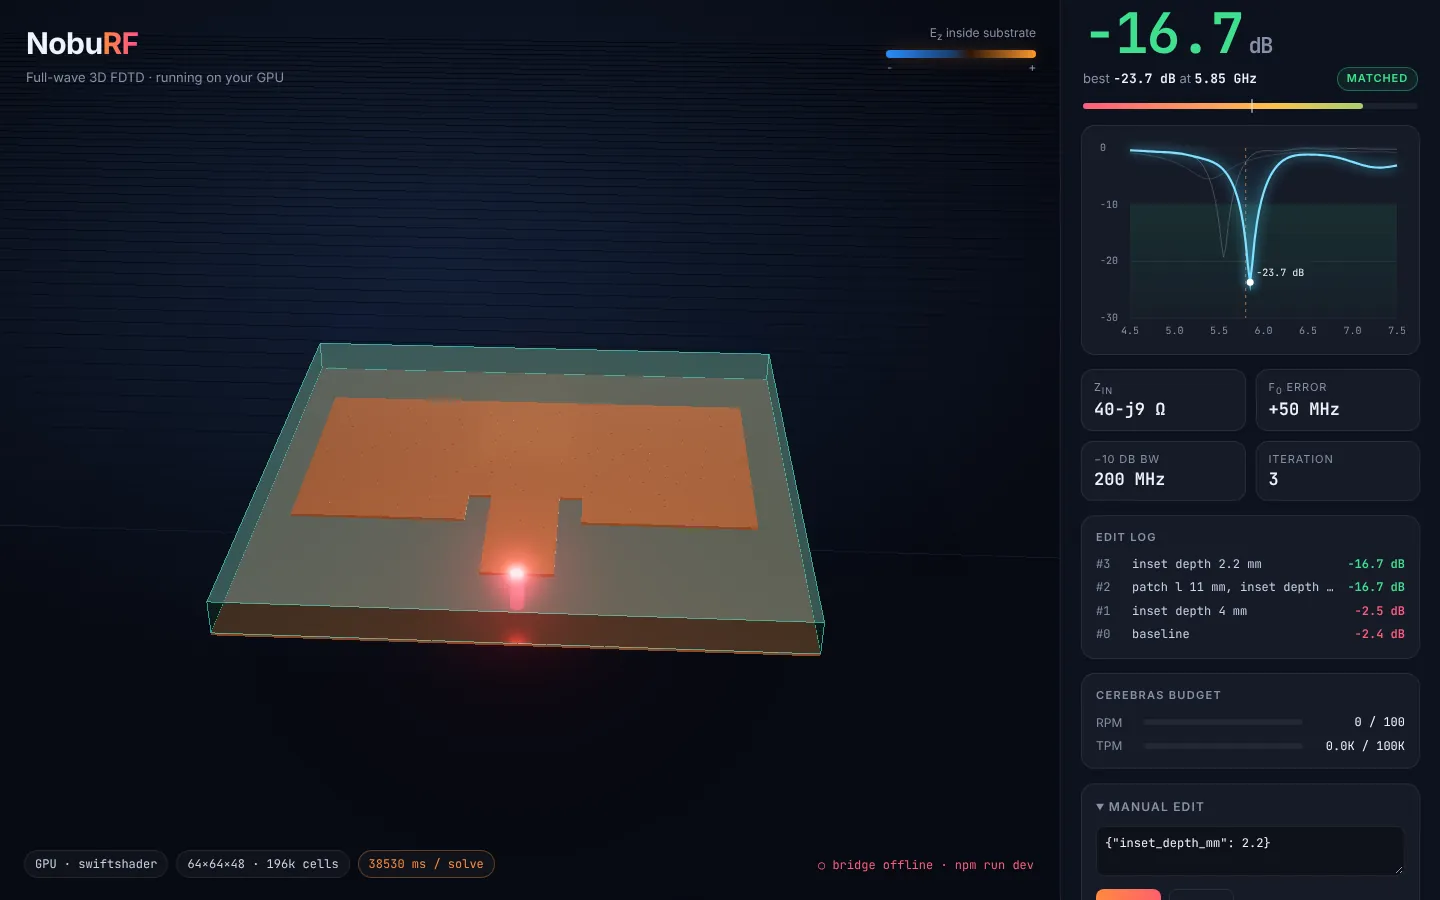 NobuRF
Full-wave 3D FDTD · running on your GPU
Ez inside substrate
- +
-16.7 dB
best -23.7 dB at 5.85 GHz
MATCHED
0
-10
-20
-30
-23.7 dB
4.5 5.0 5.5 6.0 6.5 7.0 7.5
ZIN
40-j9 Ω
F0 ERROR
+50 MHz
−10 DB BW
200 MHz
ITERATION
3
EDIT LOG
#3 inset depth 2.2 mm -16.7 dB
#2 patch l 11 mm, inset depth … -16.7 dB
#1 inset depth 4 mm -2.5 dB
#0 baseline -2.4 dB
CEREBRAS BUDGET
RPM 0 / 100
TPM 0.0K / 100K
▼ MANUAL EDIT
{"inset_depth_mm": 2.2}
GPU · swiftshader
64×64×48 · 196k cells
38530 ms / solve
○ bridge offline · npm run dev